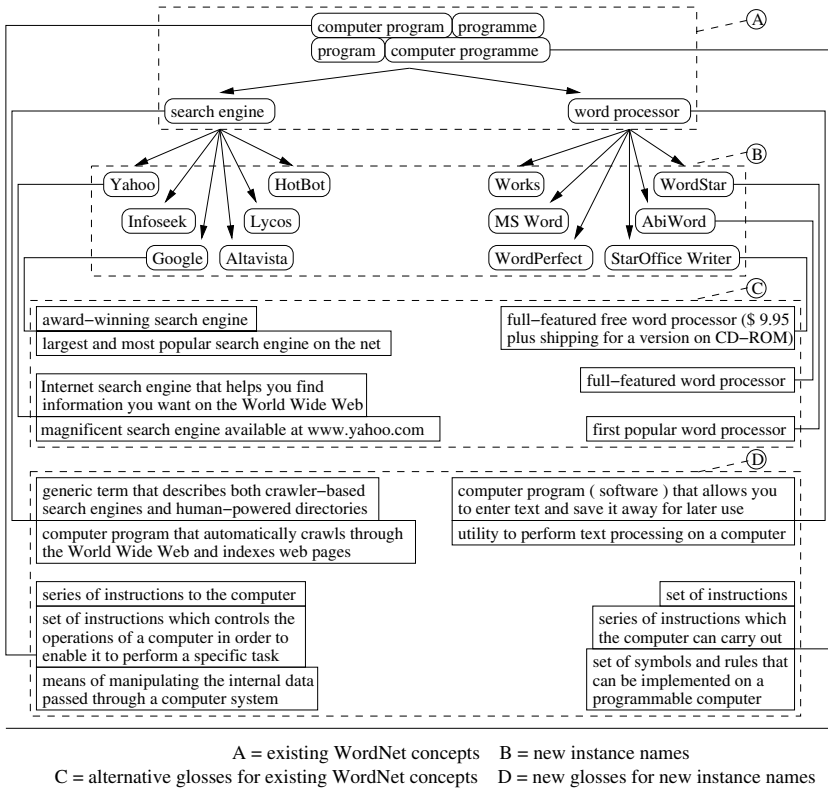 computer program programme
program computer programme
A
search engine word processor
B
Yahoo HotBot Works WordStar
Infoseek Lycos MS Word AbiWord
Google Altavista WordPerfect StarOffice Writer
C
award−winning search engine
largest and most popular search engine on the net
full−featured free word processor ($ 9.95
plus shipping for a version on CD−ROM)
Internet search engine that helps you find
information you want on the World Wide Web
full−featured word processor
magnificent search engine available at www.yahoo.com
first popular word processor
D
generic term that describes both crawler−based
search engines and human−powered directories
computer program ( software ) that allows you
to enter text and save it away for later use
computer program that automatically crawls through
the World Wide Web and indexes web pages
utility to perform text processing on a computer
series of instructions to the computer
set of instructions
set of instructions which controls the
operations of a computer in order to
enable it to perform a specific task
series of instructions which
the computer can carry out
means of manipulating the internal data
passed through a computer system
set of symbols and rules that
can be implemented on a
programmable computer
A = existing WordNet concepts B = new instance names
C = alternative glosses for existing WordNet concepts D = new glosses for new instance names